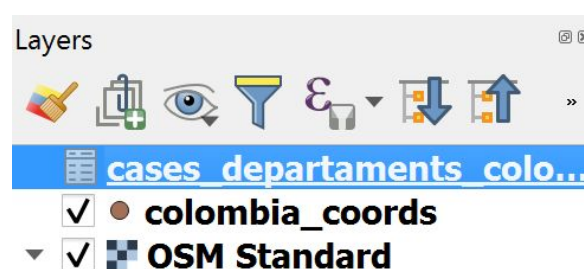 Layers
ε
»
cases_departaments_colo...
colombia_coords
OSM Standard